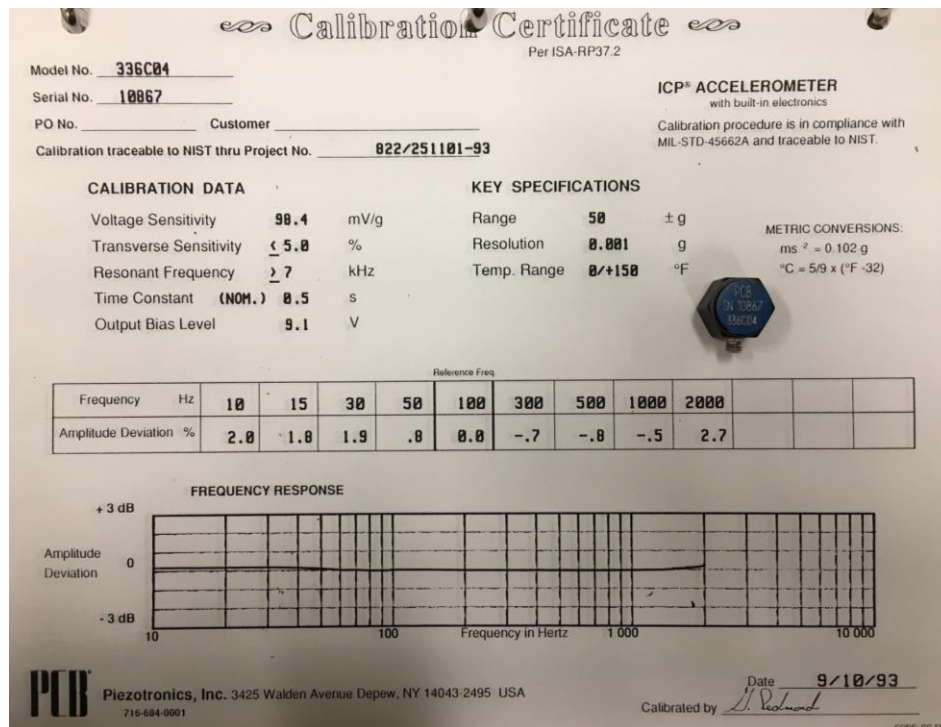 Calibration Certificate
Per ISA-RP37.2
Model No. 336C04
Serial No. 10867
PO No. Customer
Calibration traceable to NIST thru Project No. 822/251101-93
ICP® ACCELEROMETER
with built-in electronics
Calibration procedure is in compliance with
MIL-STD-45662A and traceable to NIST.
CALIBRATION DATA
Voltage Sensitivity 98.4 mV/g
Transverse Sensitivity ≤ 5.0 %
Resonant Frequency ≥ 7 kHz
Time Constant (NOM.) 0.5 s
Output Bias Level 9.1 V
KEY SPECIFICATIONS
Range 50 ± g
Resolution 0.001 g
Temp. Range 0/+150 °F
METRIC CONVERSIONS:
ms⁻² = 0.102 g
°C = 5/9 x (°F -32)
PCB
SN 10867
336C04
Reference Freq.
Frequency Hz 10 15 30 50 100 300 500 1000 2000
Amplitude Deviation % 2.0 1.8 1.9 .8 0.0 -.7 -.8 -.5 2.7
FREQUENCY RESPONSE
+ 3 dB
Amplitude
Deviation
0
- 3 dB
10 100 Frequency in Hertz 1 000 10 000
PCB Piezotronics, Inc. 3425 Walden Avenue Depew, NY 14043-2495 USA
716-684-0001
Date 9/10/93
Calibrated by